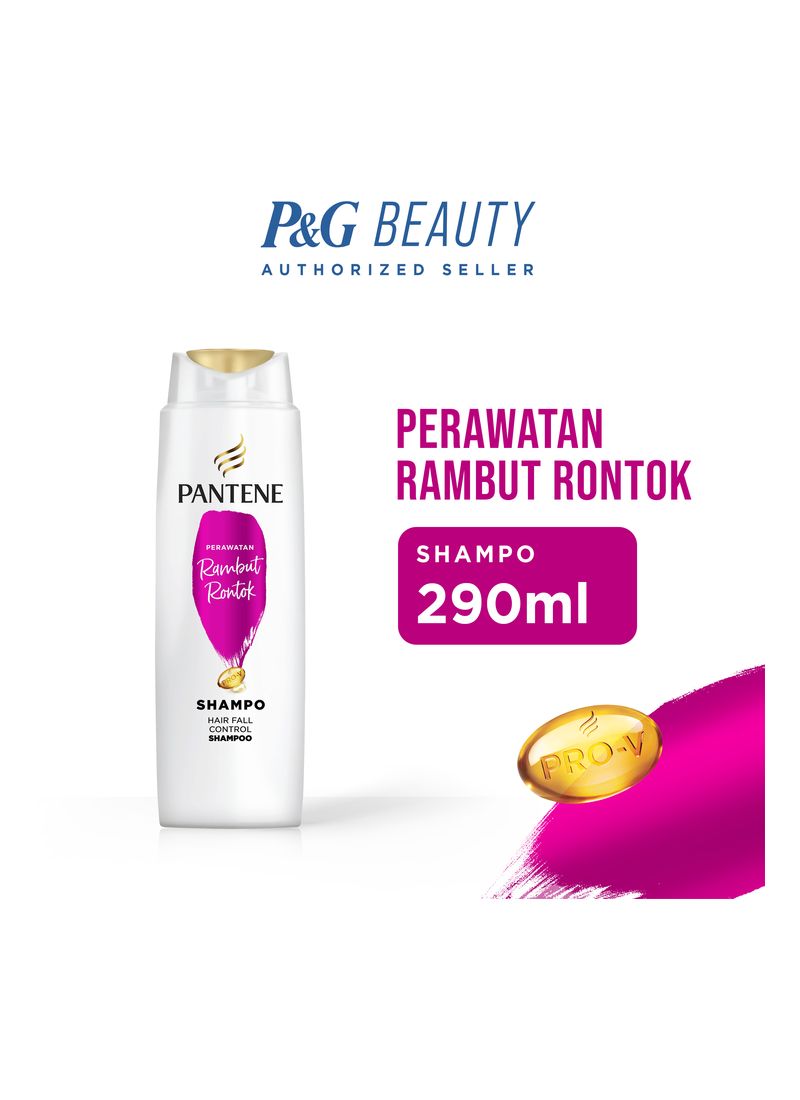 P&G BEAUTY
AUTHORIZED SELLER
PANTENE
PERAWATAN
Rambut
Rontok
PRO-V
SHAMPO
HAIR FALL
CONTROL
SHAMPOO
PERAWATAN
RAMBUT RONTOK
SHAMPO
290ml
PRO-V